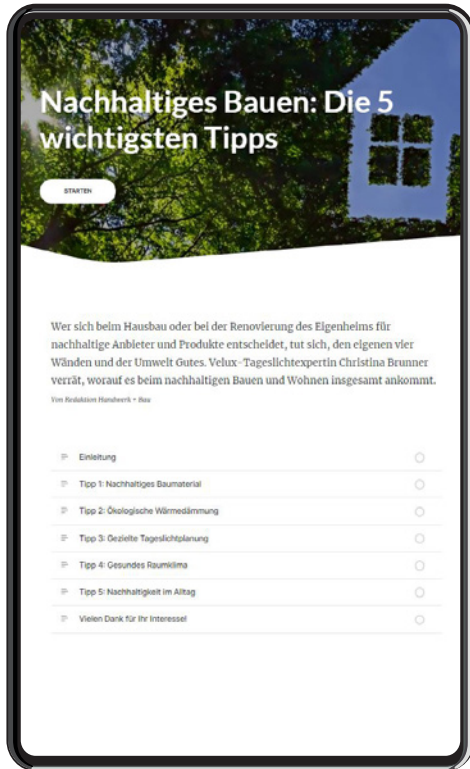 Nachhaltiges Bauen: Die 5
wichtigsten Tipps
STARTEN
Wer sich beim Hausbau oder bei der Renovierung des Eigenheims für
nachhaltige Anbieter und Produkte entscheidet, tut sich, den eigenen vier
Wänden und der Umwelt Gutes. Velux-Tageslichtexpertin Christina Brunner
verrät, worauf es beim nachhaltigen Bauen und Wohnen insgesamt ankommt.
Von Redaktion Handwerk + Bau
Einleitung
Tipp 1: Nachhaltiges Baumaterial
Tipp 2: Ökologische Wärmedämmung
Tipp 3: Gezielte Tageslichtplanung
Tipp 4: Gesundes Raumklima
Tipp 5: Nachhaltigkeit im Alltag
Vielen Dank für Ihr Interesse!